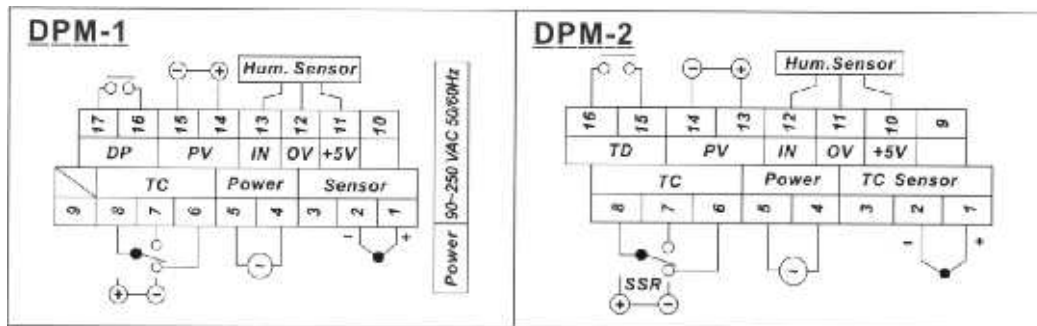 DPM-1
Hum. Sensor
17 16 15 14 13 12 11 10
DP PV IN OV +5V
TC Power Sensor
9 8 7 6 5 4 3 2 1
- +
~
+ -
Power 90~250 VAC 50/60Hz
DPM-2
Hum. Sensor
16 15 14 13 12 11 10 9
TD PV IN OV +5V
TC Power TC Sensor
8 7 6 5 4 3 2 1
- +
SSR
~
+ -